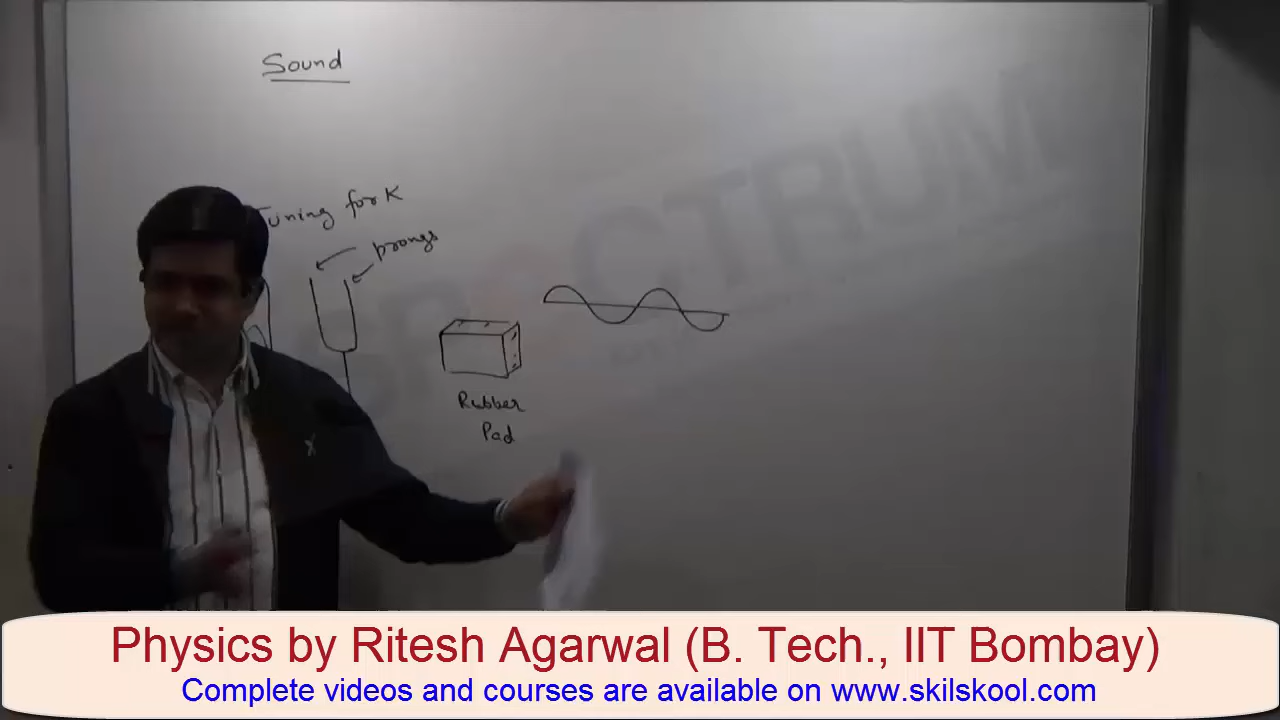 Sound
Tuning fork
prongs
Rubber
Pad
SPECTRUM
Physics by Ritesh Agarwal (B. Tech., IIT Bombay)
Complete videos and courses are available on www.skilskool.com